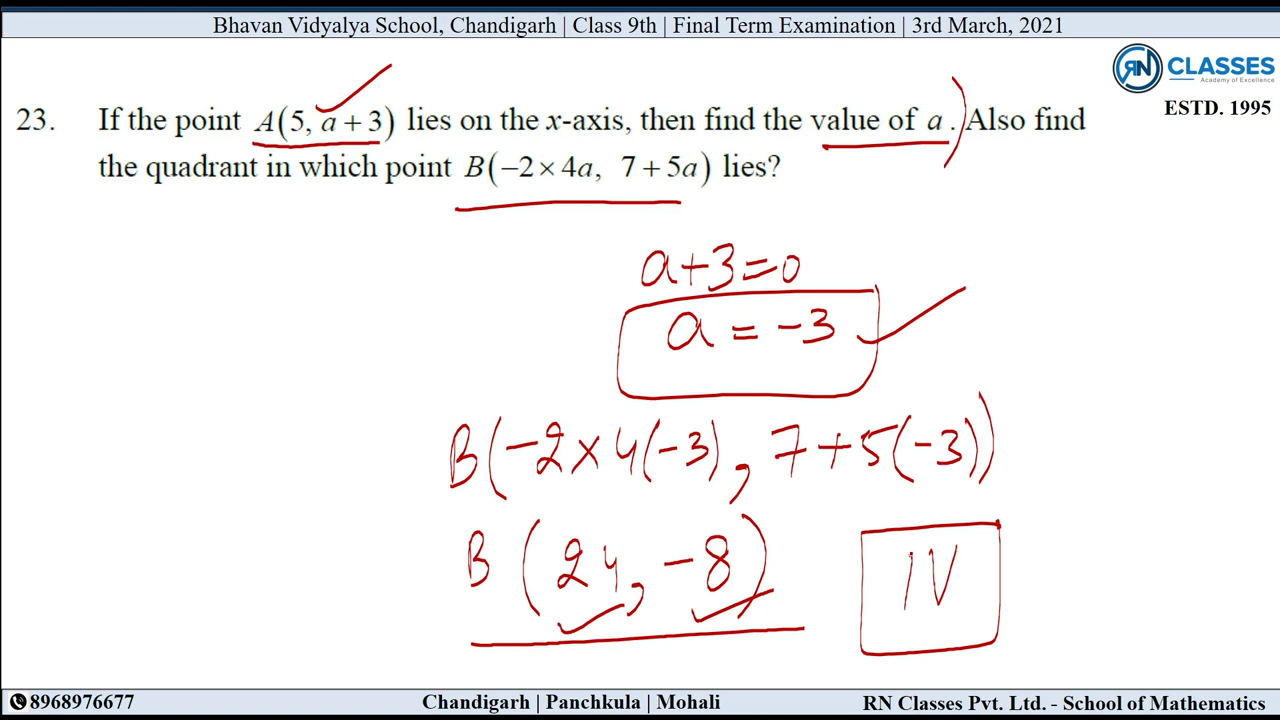 Bhavan Vidyalya School, Chandigarh | Class 9th | Final Term Examination | 3rd March, 2021
RN CLASSES
Academy of Excellence
ESTD. 1995
23. If the point A(5, a + 3) lies on the x-axis, then find the value of a. Also find
the quadrant in which point B(−2 × 4a, 7 + 5a) lies?
a+3=0
a = -3
B(-2×4(-3), 7+5(-3))
B (24, -8)
IV
8968976677
Chandigarh | Panchkula | Mohali
RN Classes Pvt. Ltd. - School of Mathematics